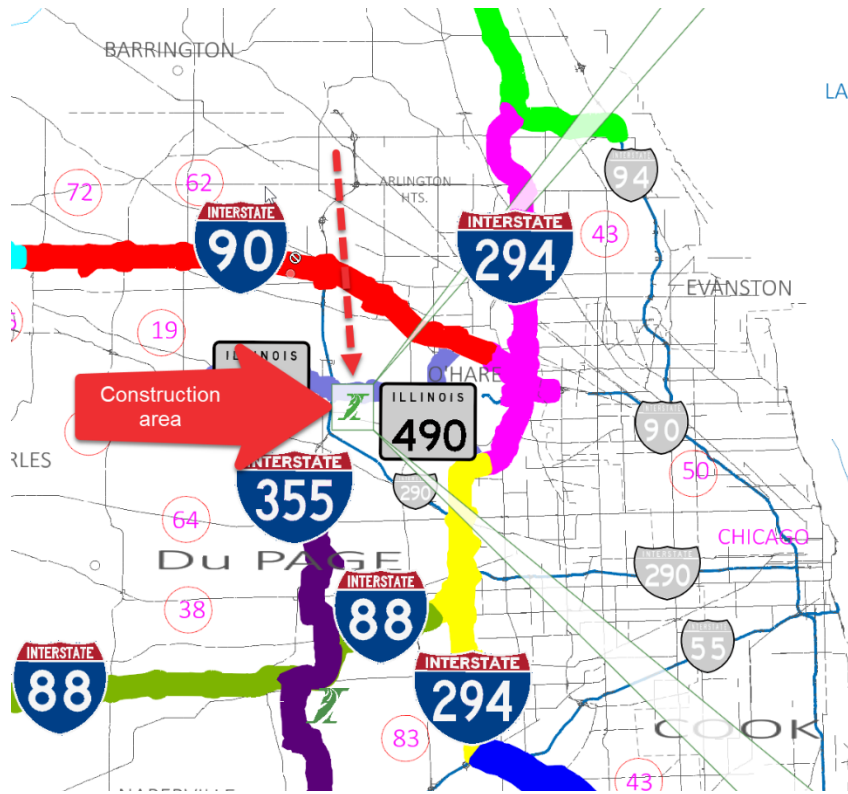 BARRINGTON
LA
INTERSTATE
94
72
62
ARLINGTON
HTS.
INTERSTATE
90
INTERSTATE
294
43
EVANSTON
19
ILLINOIS
O'HARE
Construction
area
ILLINOIS
490
INTERSTATE
90
RLES
INTERSTATE
355
290
50
64
CHICAGO
Du PAGE
INTERSTATE
290
INTERSTATE
88
38
INTERSTATE
55
INTERSTATE
88
INTERSTATE
294
83
COOK
43
NAPERVILLE